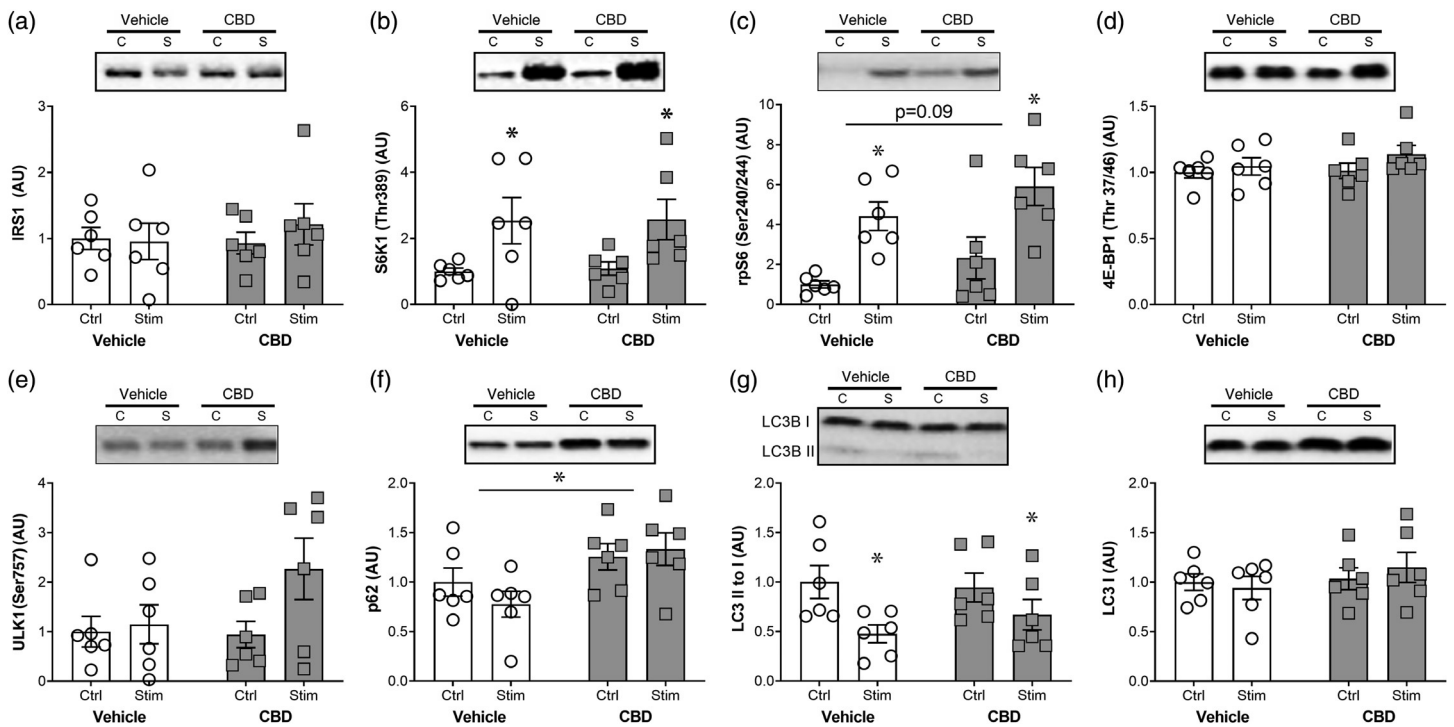 (a)
Vehicle CBD
C S C S
IRS1 (AU)
3
2
1
0
Ctrl Stim Ctrl Stim
Vehicle CBD
(b)
Vehicle CBD
C S C S
S6K1 (Thr389) (AU)
6
4
2
0
*
*
Ctrl Stim Ctrl Stim
Vehicle CBD
(c)
Vehicle CBD
C S C S
rpS6 (Ser240/244) (AU)
10
8
6
4
2
0
p=0.09
*
*
Ctrl Stim Ctrl Stim
Vehicle CBD
(d)
Vehicle CBD
C S C S
4E-BP1 (Thr 37/46) (AU)
1.5
1.0
0.5
0.0
Ctrl Stim Ctrl Stim
Vehicle CBD
(e)
Vehicle CBD
C S C S
ULK1 (Ser757) (AU)
4
3
2
1
0
Ctrl Stim Ctrl Stim
Vehicle CBD
(f)
Vehicle CBD
C S C S
p62 (AU)
2.0
1.5
1.0
0.5
0.0
*
Ctrl Stim Ctrl Stim
Vehicle CBD
(g)
Vehicle CBD
C S C S
LC3B I
LC3B II
LC3 II to I (AU)
2.0
1.5
1.0
0.5
0.0
*
*
Ctrl Stim Ctrl Stim
Vehicle CBD
(h)
Vehicle CBD
C S C S
LC3 I (AU)
2.0
1.5
1.0
0.5
0.0
Ctrl Stim Ctrl Stim
Vehicle CBD